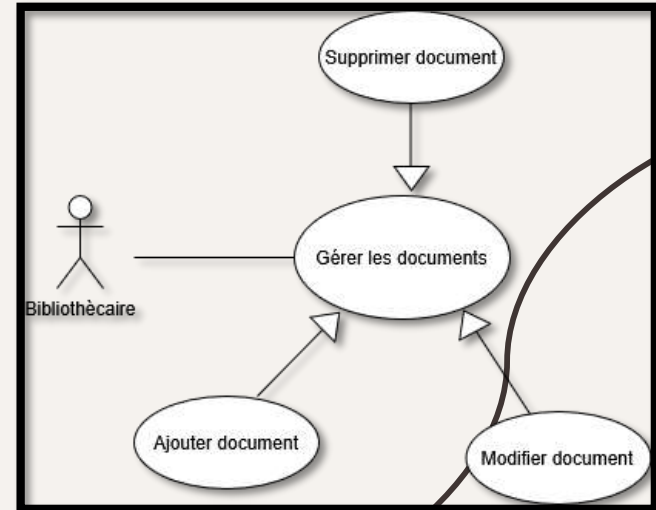 Supprimer document
Gérer les documents
Bibliothècaire
Ajouter document
Modifier document